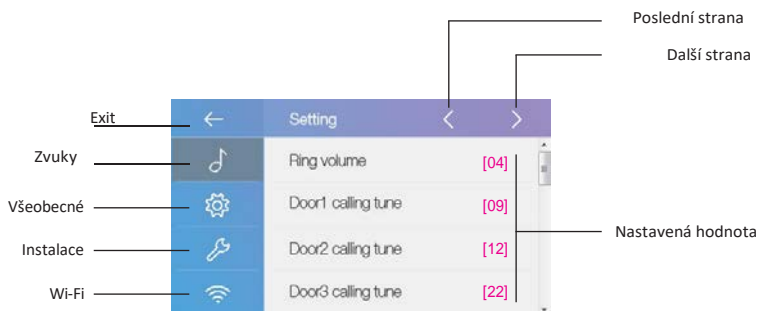 Poslední strana
Další strana
Exit
Setting
Zvuky
Ring volume [04]
Všeobecné
Door1 calling tune [09]
Nastavená hodnota
Instalace
Door2 calling tune [12]
Wi-Fi
Door3 calling tune [22]